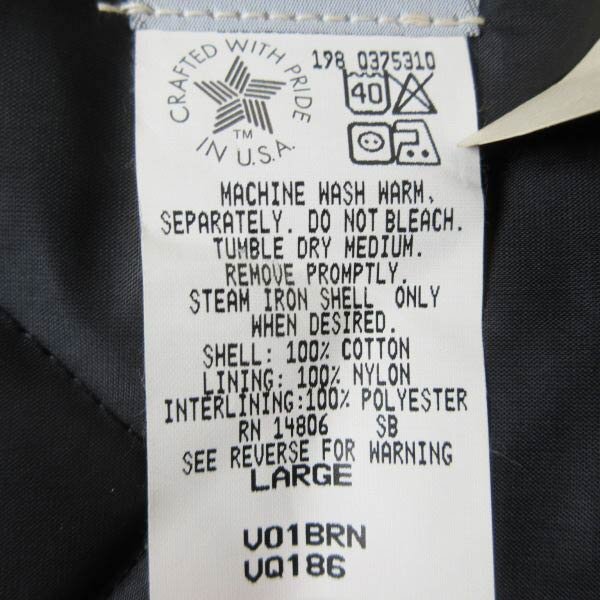 CRAFTED WITH PRIDE
TM
IN U.S.A.
198 0375310
40
MACHINE WASH WARM,
SEPARATELY. DO NOT BLEACH.
TUMBLE DRY MEDIUM.
REMOVE PROMPTLY.
STEAM IRON SHELL ONLY
WHEN DESIRED.
SHELL: 100% COTTON
LINING: 100% NYLON
INTERLINING:100% POLYESTER
RN 14806 SB
SEE REVERSE FOR WARNING
LARGE
V01BRN
VQ186